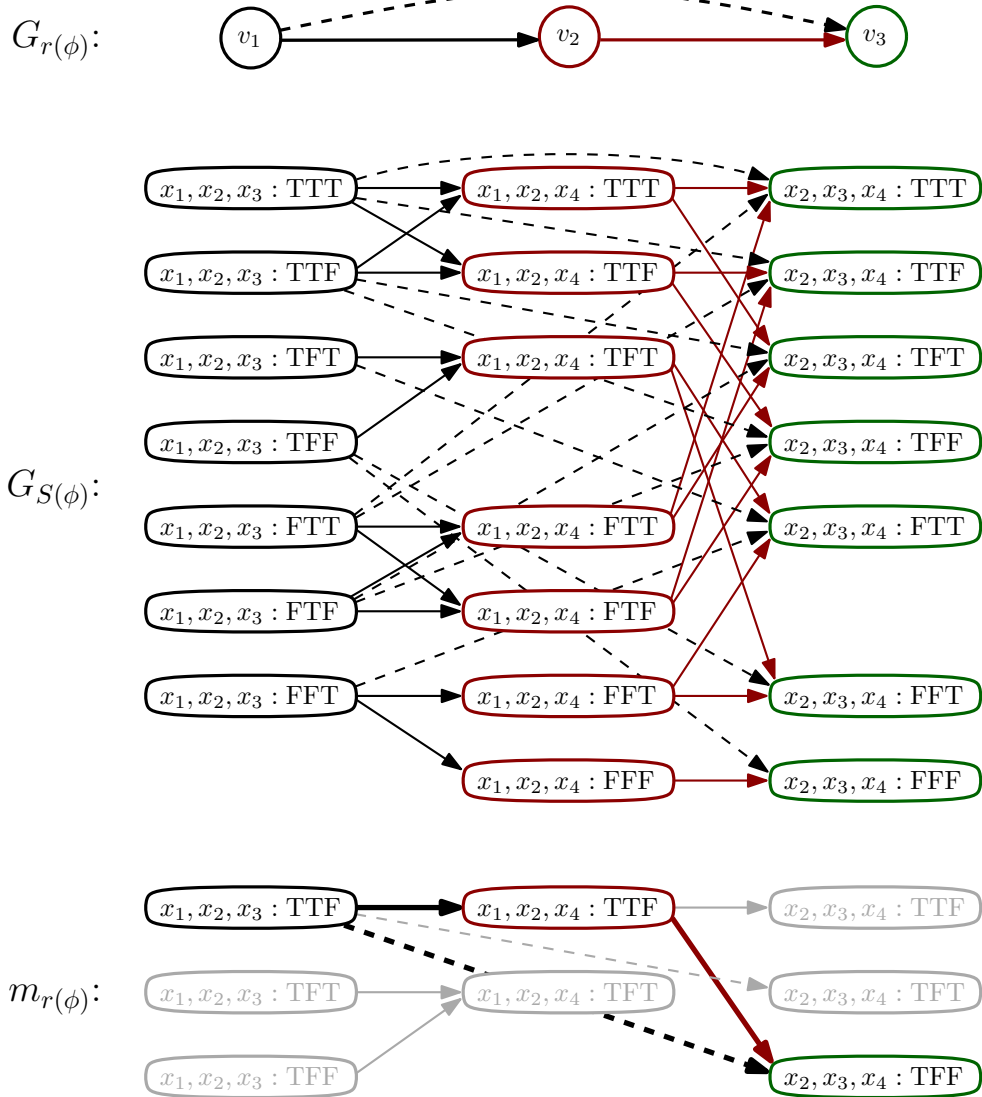 G_{r(ϕ)}: v_1 v_2 v_3
x_1, x_2, x_3 : TTT x_1, x_2, x_4 : TTT x_2, x_3, x_4 : TTT
x_1, x_2, x_3 : TTF x_1, x_2, x_4 : TTF x_2, x_3, x_4 : TTF
x_1, x_2, x_3 : TFT x_1, x_2, x_4 : TFT x_2, x_3, x_4 : TFT
x_1, x_2, x_3 : TFF x_2, x_3, x_4 : TFF
G_{S(ϕ)}:
x_1, x_2, x_3 : FTT x_1, x_2, x_4 : FTT x_2, x_3, x_4 : FTT
x_1, x_2, x_3 : FTF x_1, x_2, x_4 : FTF
x_1, x_2, x_3 : FFT x_1, x_2, x_4 : FFT x_2, x_3, x_4 : FFT
x_1, x_2, x_4 : FFF x_2, x_3, x_4 : FFF
x_1, x_2, x_3 : TTF x_1, x_2, x_4 : TTF x_2, x_3, x_4 : TTF
m_{r(ϕ)}: x_1, x_2, x_3 : TFT x_1, x_2, x_4 : TFT x_2, x_3, x_4 : TFT
x_1, x_2, x_3 : TFF x_2, x_3, x_4 : TFF